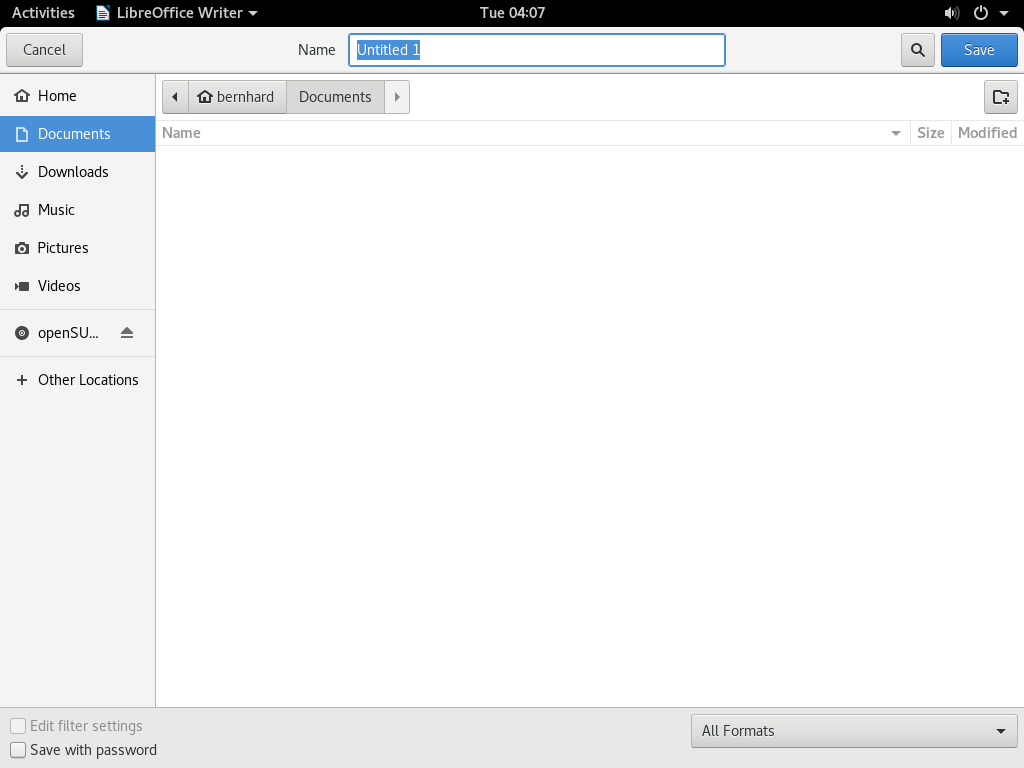 Activities LibreOffice Writer Tue 04:07
Cancel Name Untitled 1 Save
Home
Documents
Downloads
Music
Pictures
Videos
openSU...
Other Locations
bernhard Documents
Name Size Modified
Edit filter settings
Save with password
All Formats